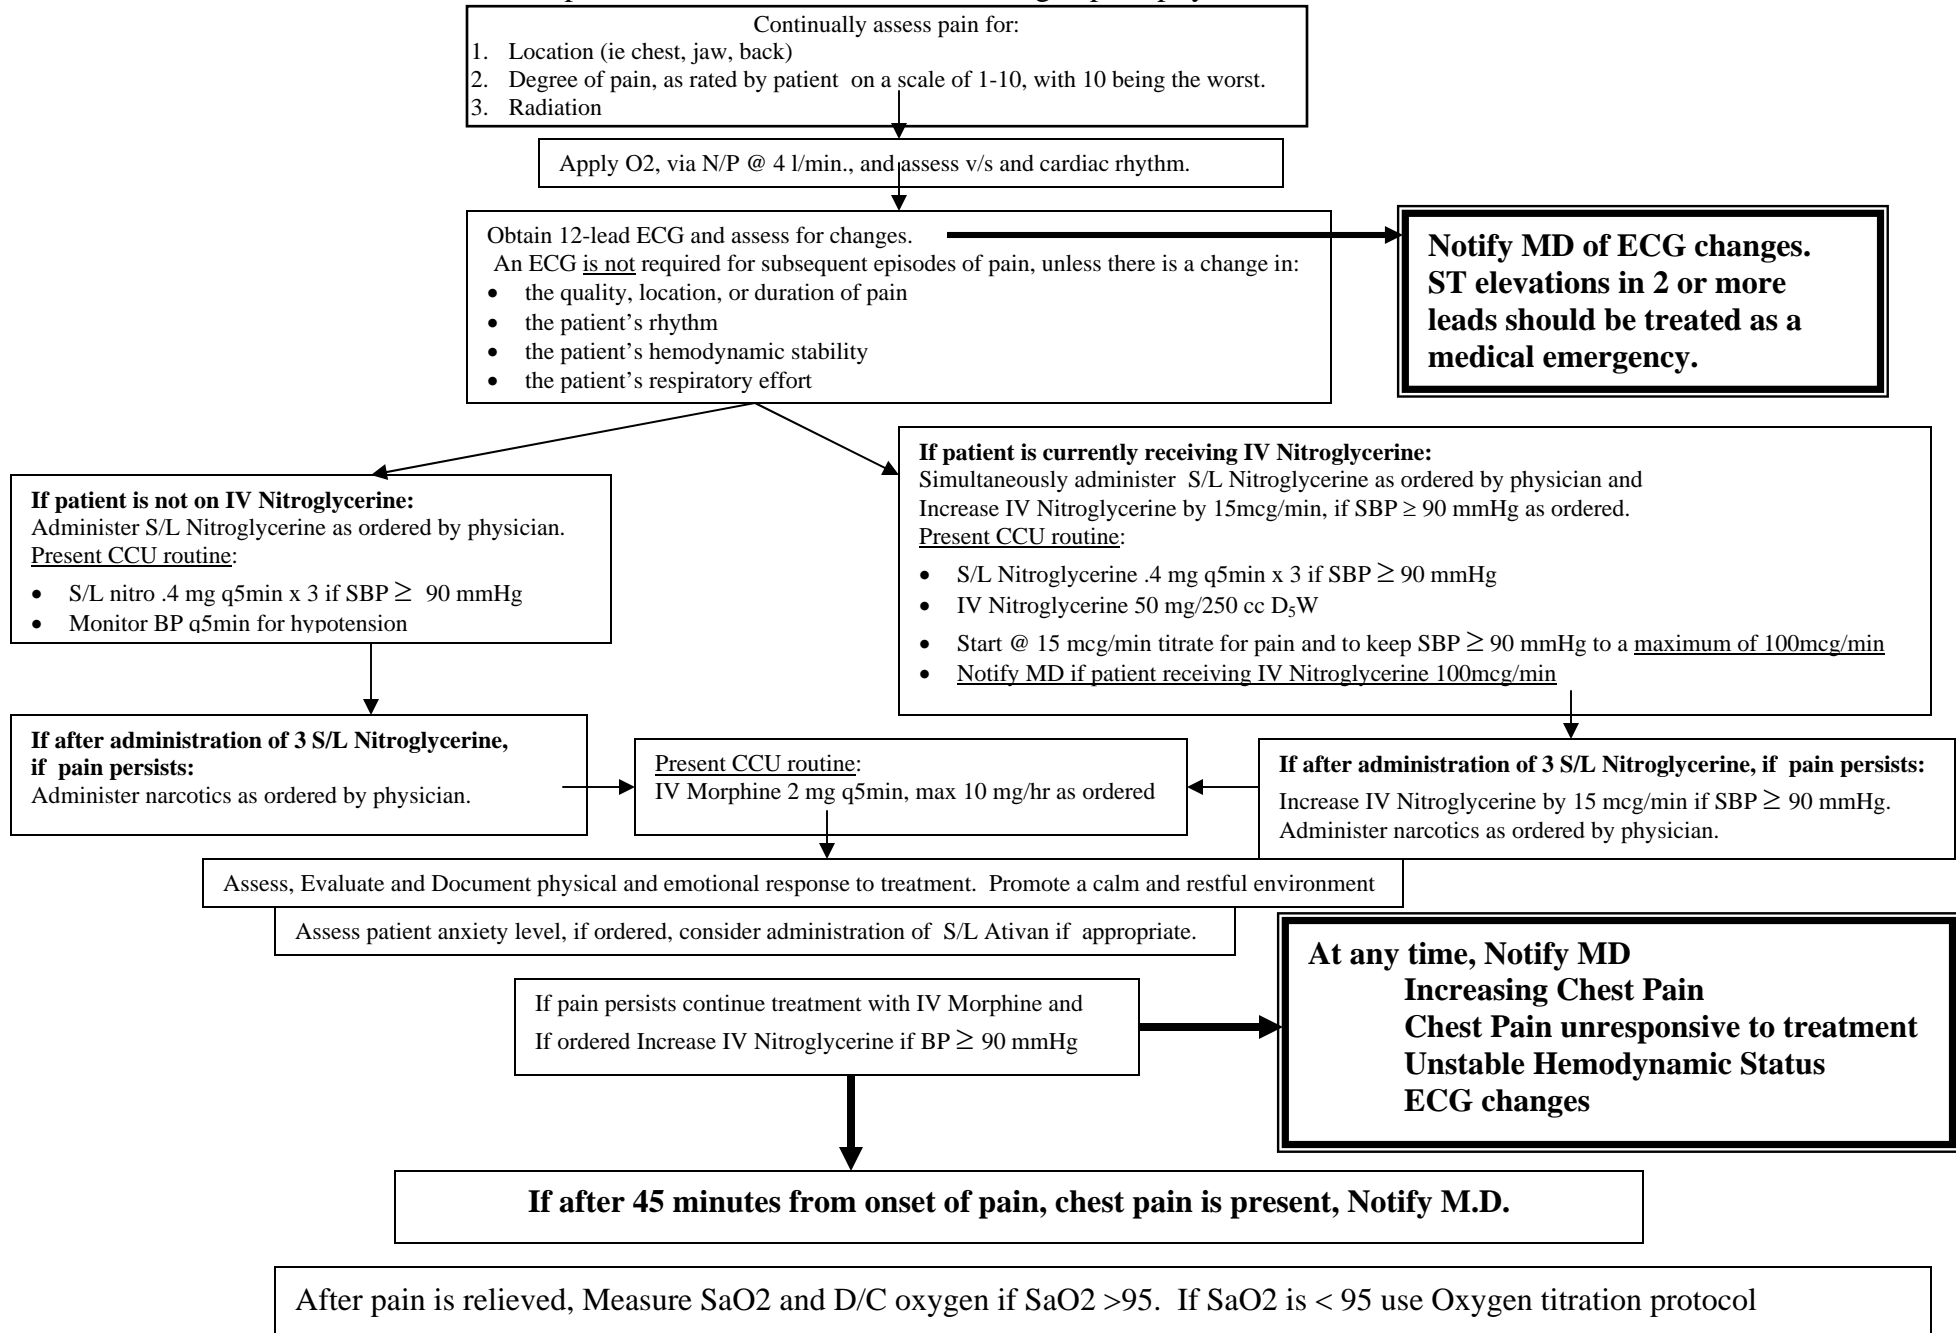 Continually assess pain for:
1. Location (ie chest, jaw, back)
2. Degree of pain, as rated by patient on a scale of 1-10, with 10 being the worst.
3. Radiation
Apply O2, via N/P @ 4 l/min., and assess v/s and cardiac rhythm.
Obtain 12-lead ECG and assess for changes.
An ECG is not required for subsequent episodes of pain, unless there is a change in:
• the quality, location, or duration of pain
• the patient’s rhythm
• the patient’s hemodynamic stability
• the patient’s respiratory effort
Notify MD of ECG changes.
ST elevations in 2 or more
leads should be treated as a
medical emergency.
If patient is not on IV Nitroglycerine:
Administer S/L Nitroglycerine as ordered by physician.
Present CCU routine:
• S/L nitro .4 mg q5min x 3 if SBP ≥ 90 mmHg
• Monitor BP q5min for hypotension
If patient is currently receiving IV Nitroglycerine:
Simultaneously administer S/L Nitroglycerine as ordered by physician and
Increase IV Nitroglycerine by 15mcg/min, if SBP ≥ 90 mmHg as ordered.
Present CCU routine:
• S/L Nitroglycerine .4 mg q5min x 3 if SBP ≥ 90 mmHg
• IV Nitroglycerine 50 mg/250 cc D₅W
• Start @ 15 mcg/min titrate for pain and to keep SBP ≥ 90 mmHg to a maximum of 100mcg/min
• Notify MD if patient receiving IV Nitroglycerine 100mcg/min
If after administration of 3 S/L Nitroglycerine,
if pain persists:
Administer narcotics as ordered by physician.
Present CCU routine:
IV Morphine 2 mg q5min, max 10 mg/hr as ordered
If after administration of 3 S/L Nitroglycerine, if pain persists:
Increase IV Nitroglycerine by 15 mcg/min if SBP ≥ 90 mmHg.
Administer narcotics as ordered by physician.
Assess, Evaluate and Document physical and emotional response to treatment. Promote a calm and restful environment
Assess patient anxiety level, if ordered, consider administration of S/L Ativan if appropriate.
If pain persists continue treatment with IV Morphine and
If ordered Increase IV Nitroglycerine if BP ≥ 90 mmHg
At any time, Notify MD
Increasing Chest Pain
Chest Pain unresponsive to treatment
Unstable Hemodynamic Status
ECG changes
If after 45 minutes from onset of pain, chest pain is present, Notify M.D.
After pain is relieved, Measure SaO2 and D/C oxygen if SaO2 >95. If SaO2 is < 95 use Oxygen titration protocol